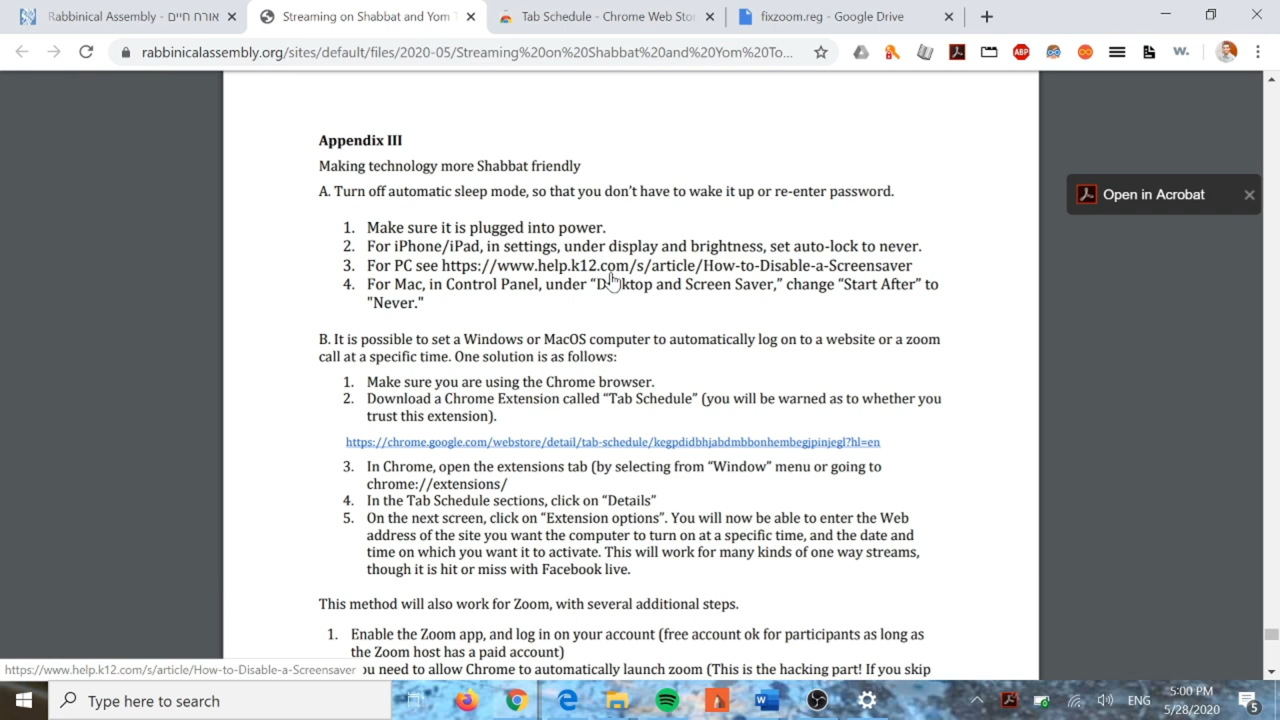 Rabbinical Assembly - אורח חיים
Streaming on Shabbat and Yom T
Tab Schedule - Chrome Web Sto
fixzoom.reg - Google Drive
rabbinicalassembly.org/sites/default/files/2020-05/Streaming%20on%20Shabbat%20and%20Yom%20To...
ABP
W.
Open in Acrobat
Appendix III
Making technology more Shabbat friendly
A. Turn off automatic sleep mode, so that you don't have to wake it up or re-enter password.
1. Make sure it is plugged into power.
2. For iPhone/iPad, in settings, under display and brightness, set auto-lock to never.
3. For PC see https://www.help.k12.com/s/article/How-to-Disable-a-Screensaver
4. For Mac, in Control Panel, under “Desktop and Screen Saver,” change “Start After” to
"Never."
B. It is possible to set a Windows or MacOS computer to automatically log on to a website or a zoom
call at a specific time. One solution is as follows:
1. Make sure you are using the Chrome browser.
2. Download a Chrome Extension called “Tab Schedule” (you will be warned as to whether you
trust this extension).
https://chrome.google.com/webstore/detail/tab-schedule/kegpdidbhjabdmbbonhembegjpinjegl?hl=en
3. In Chrome, open the extensions tab (by selecting from “Window” menu or going to
chrome://extensions/
4. In the Tab Schedule sections, click on “Details”
5. On the next screen, click on “Extension options”. You will now be able to enter the Web
address of the site you want the computer to turn on at a specific time, and the date and
time on which you want it to activate. This will work for many kinds of one way streams,
though it is hit or miss with Facebook live.
This method will also work for Zoom, with several additional steps.
1. Enable the Zoom app, and log in on your account (free account ok for participants as long as
the Zoom host has a paid account)
https://www.help.k12.com/s/article/How-to-Disable-a-Screensaver
ou need to allow Chrome to automatically launch zoom (This is the hacking part! If you skip
Type here to search
ENG
5:00 PM
5/28/2020
5